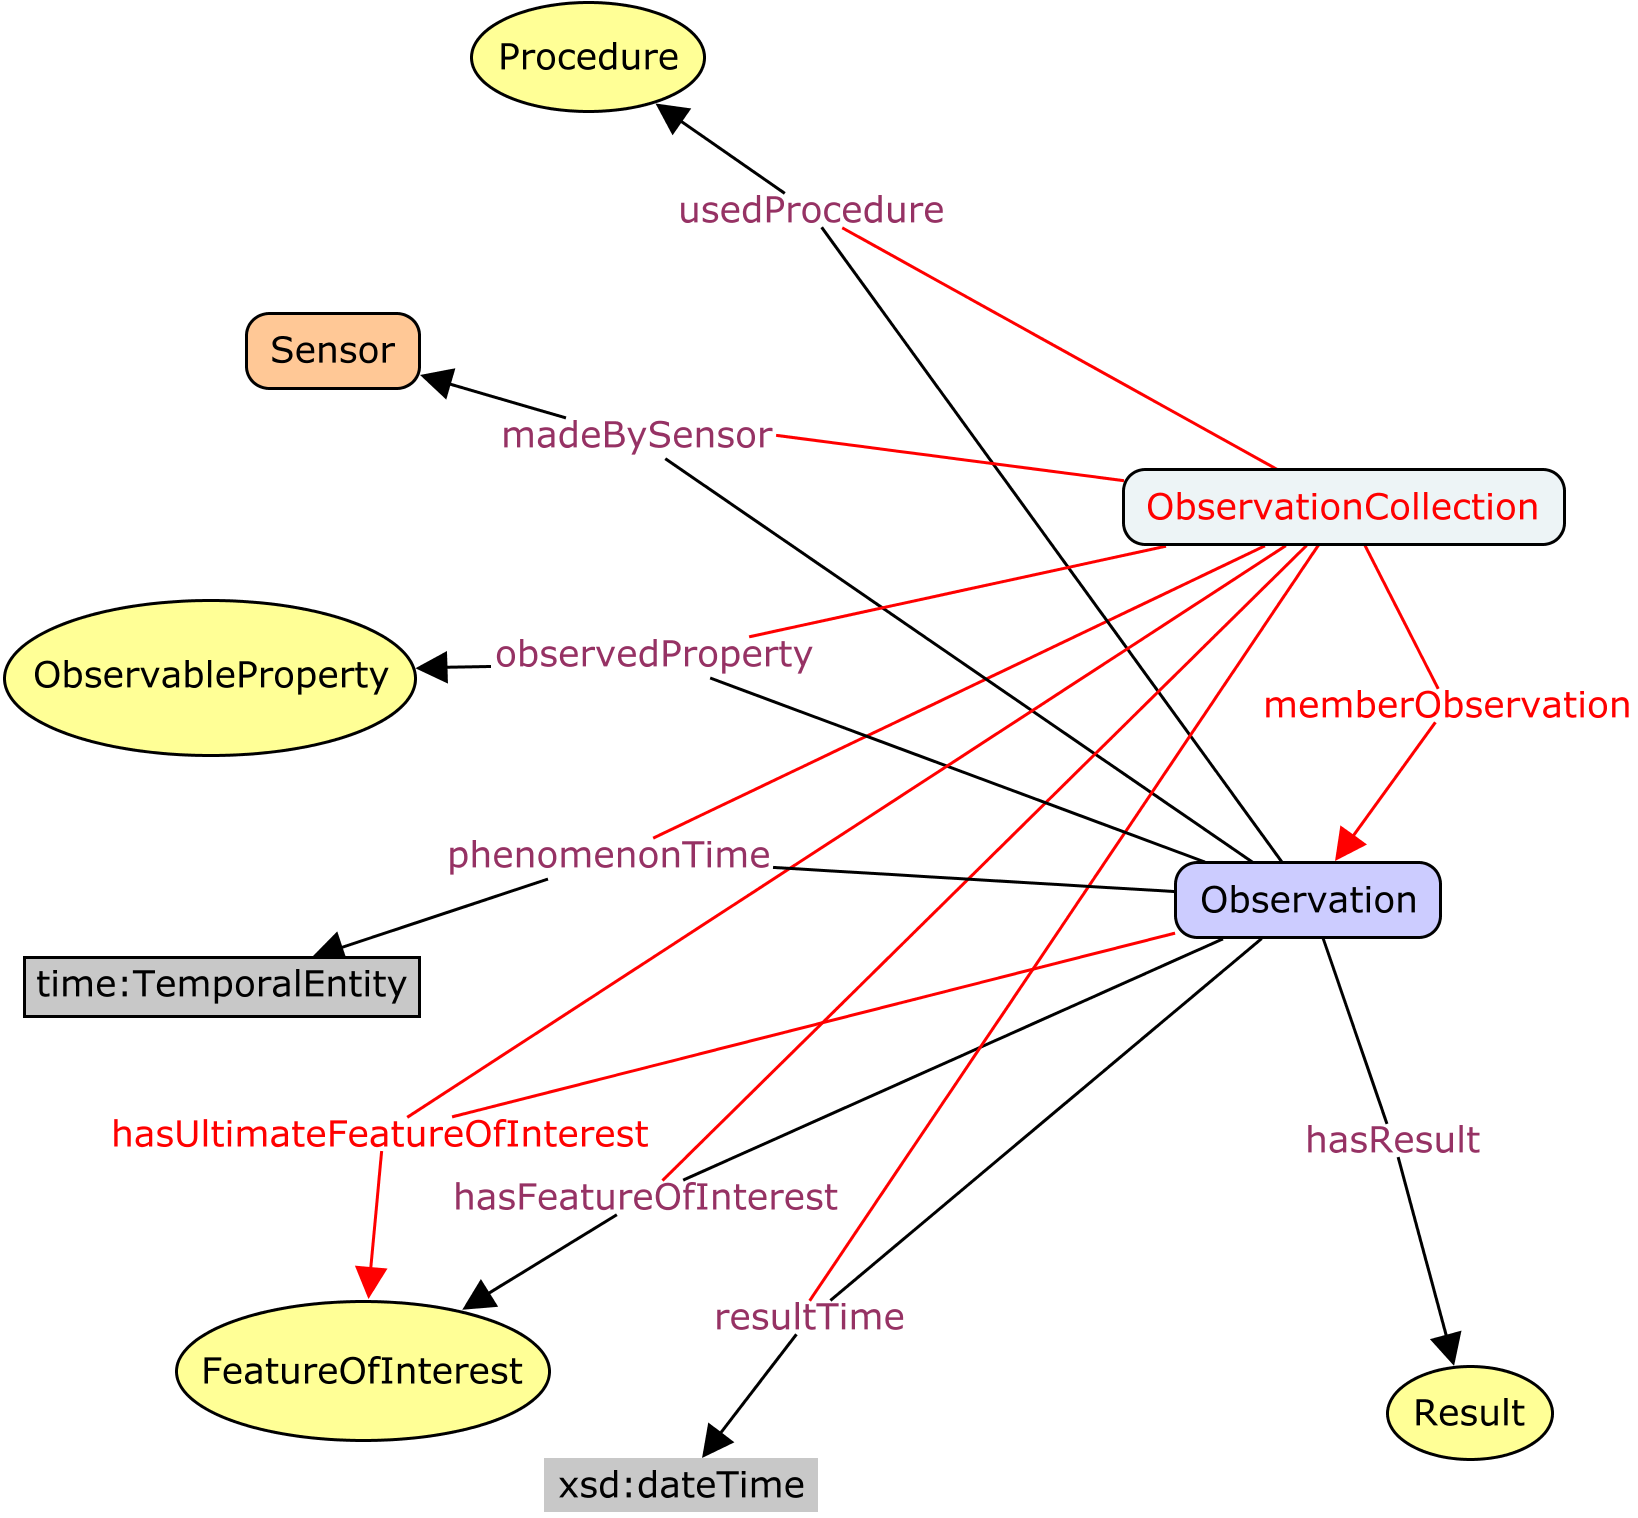 Procedure
usedProcedure
Sensor
madeBySensor
ObservationCollection
observedProperty
ObservableProperty
memberObservation
phenomenonTime
Observation
time:TemporalEntity
hasUltimateFeatureOfInterest
hasResult
hasFeatureOfInterest
resultTime
FeatureOfInterest
Result
xsd:dateTime